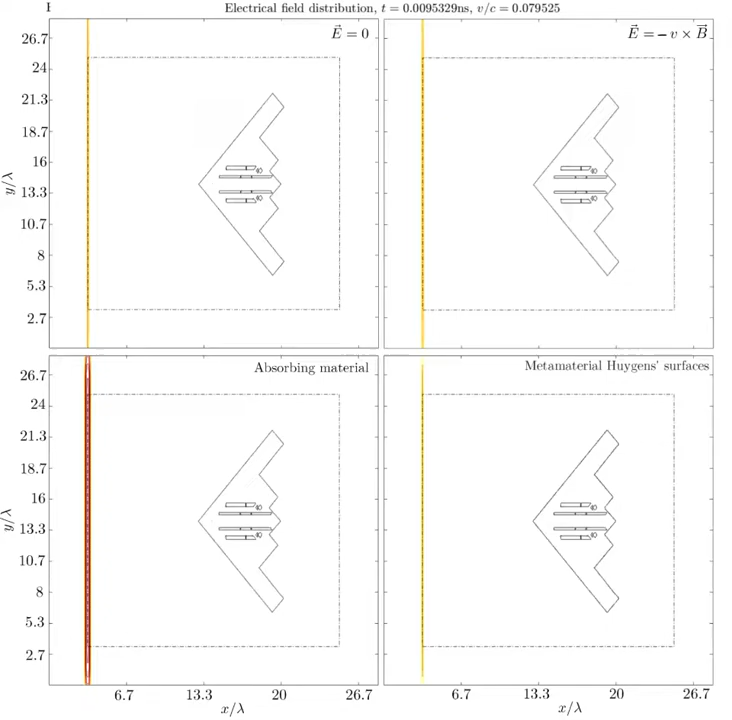 Electrical field distribution, t = 0.0095329ns, v/c = 0.079525
E⃗ = 0
E⃗ = − v × B⃗
26.7
24
21.3
18.7
16
13.3
10.7
8
5.3
2.7
y/λ
Absorbing material
Metamaterial Huygens' surfaces
26.7
24
21.3
18.7
16
13.3
10.7
8
5.3
2.7
y/λ
6.7 13.3 20 26.7
6.7 13.3 20 26.7
x/λ
x/λ